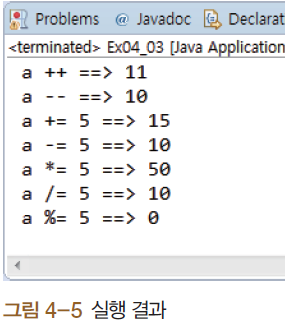 Problems @ Javadoc Declarat
<terminated> Ex04_03 [Java Application
a ++ ==> 11
a -- ==> 10
a += 5 ==> 15
a -= 5 ==> 10
a *= 5 ==> 50
a /= 5 ==> 10
a %= 5 ==> 0
그림 4-5 실행 결과